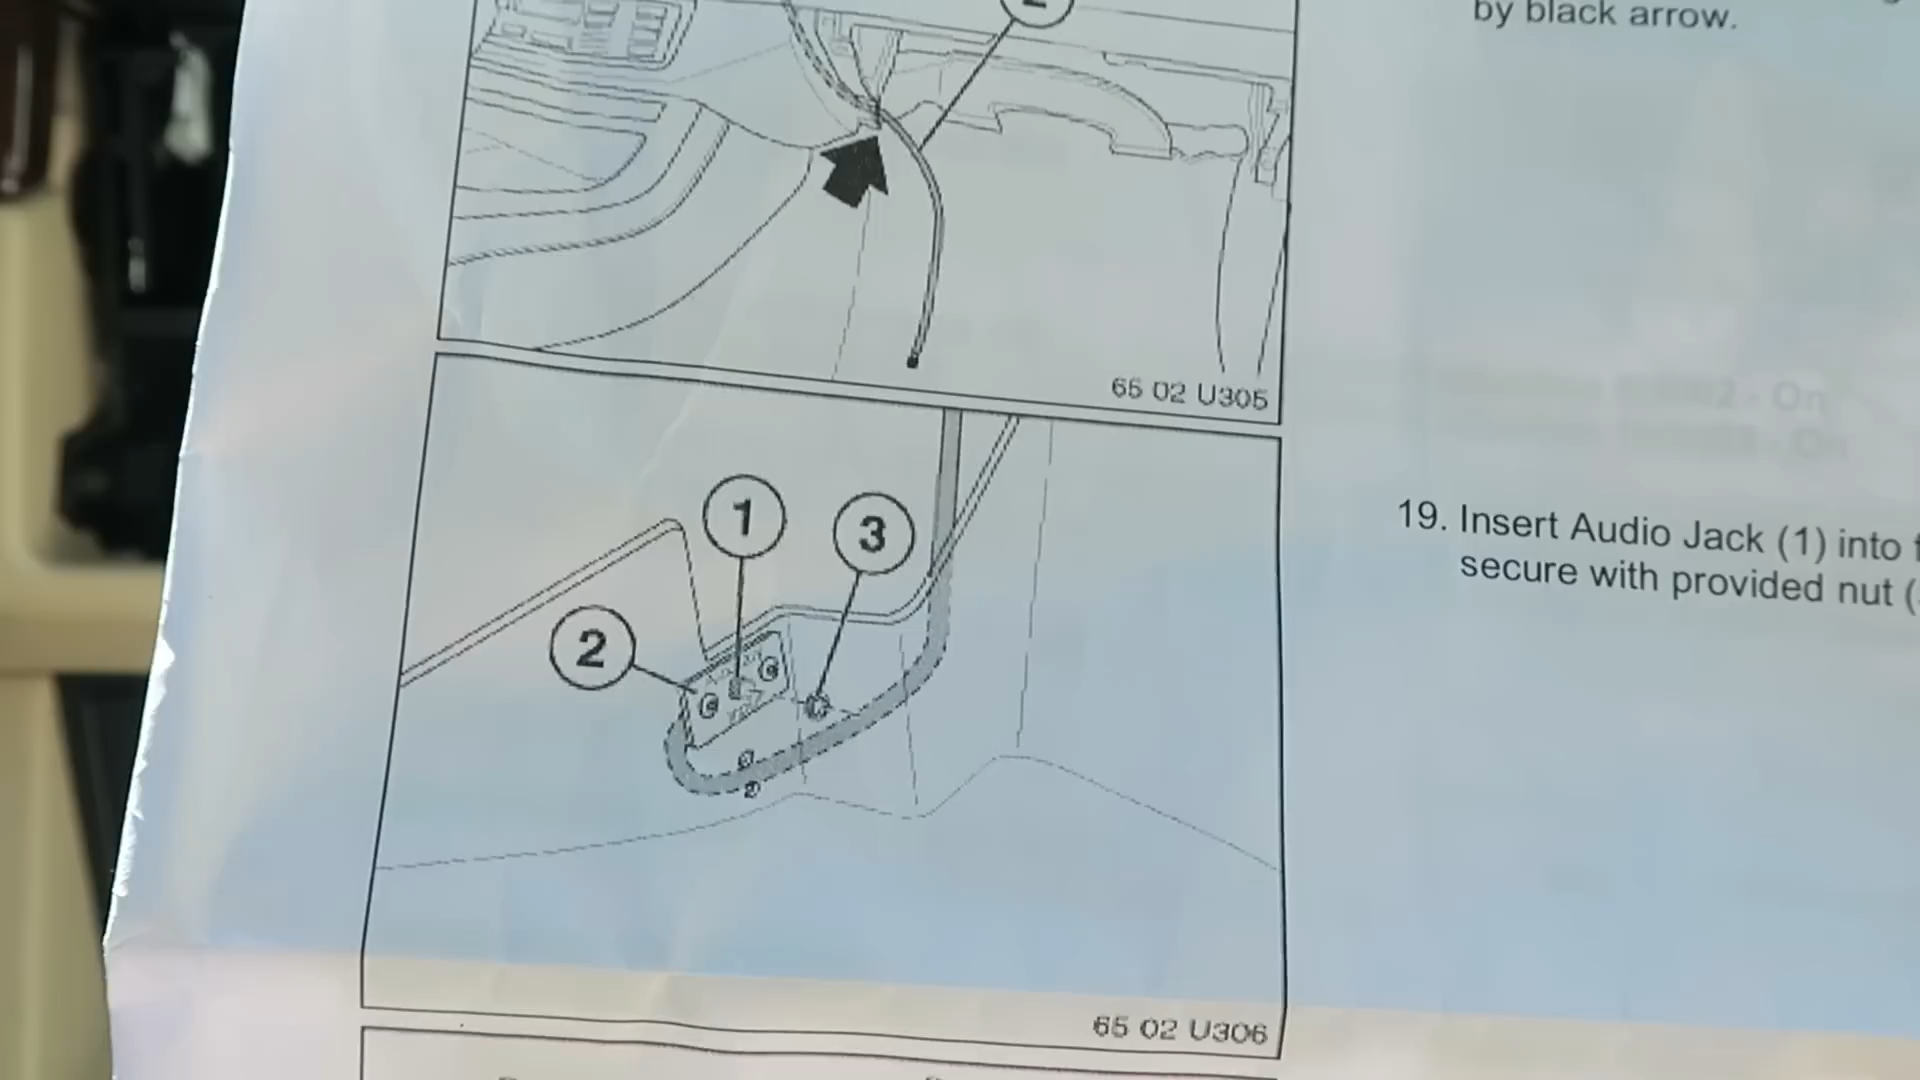 by black arrow.
65 02 U305
1
3
2
19. Insert Audio Jack (1) into
secure with provided nut (
65 02 U306